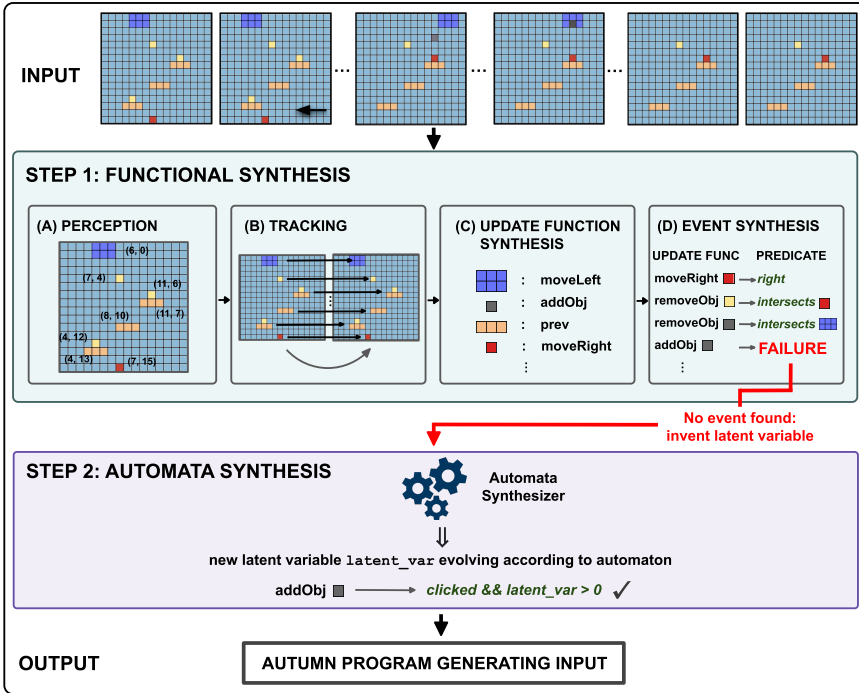 INPUT
... ... ...
STEP 1: FUNCTIONAL SYNTHESIS
(A) PERCEPTION
(6, 0)
(7, 4)
(11, 6)
(8, 10)
(11, 7)
(4, 12)
(4, 13)
(7, 15)
(B) TRACKING
⋮
(C) UPDATE FUNCTION
SYNTHESIS
: moveLeft
: addObj
: prev
: moveRight
⋮
(D) EVENT SYNTHESIS
UPDATE FUNC PREDICATE
moveRight → right
removeObj → intersects
removeObj → intersects
addObj → FAILURE
⋮
No event found:
invent latent variable
STEP 2: AUTOMATA SYNTHESIS
Automata
Synthesizer
⇓
new latent variable latent_var evolving according to automaton
addObj → clicked && latent_var > 0 ✓
OUTPUT
AUTUMN PROGRAM GENERATING INPUT